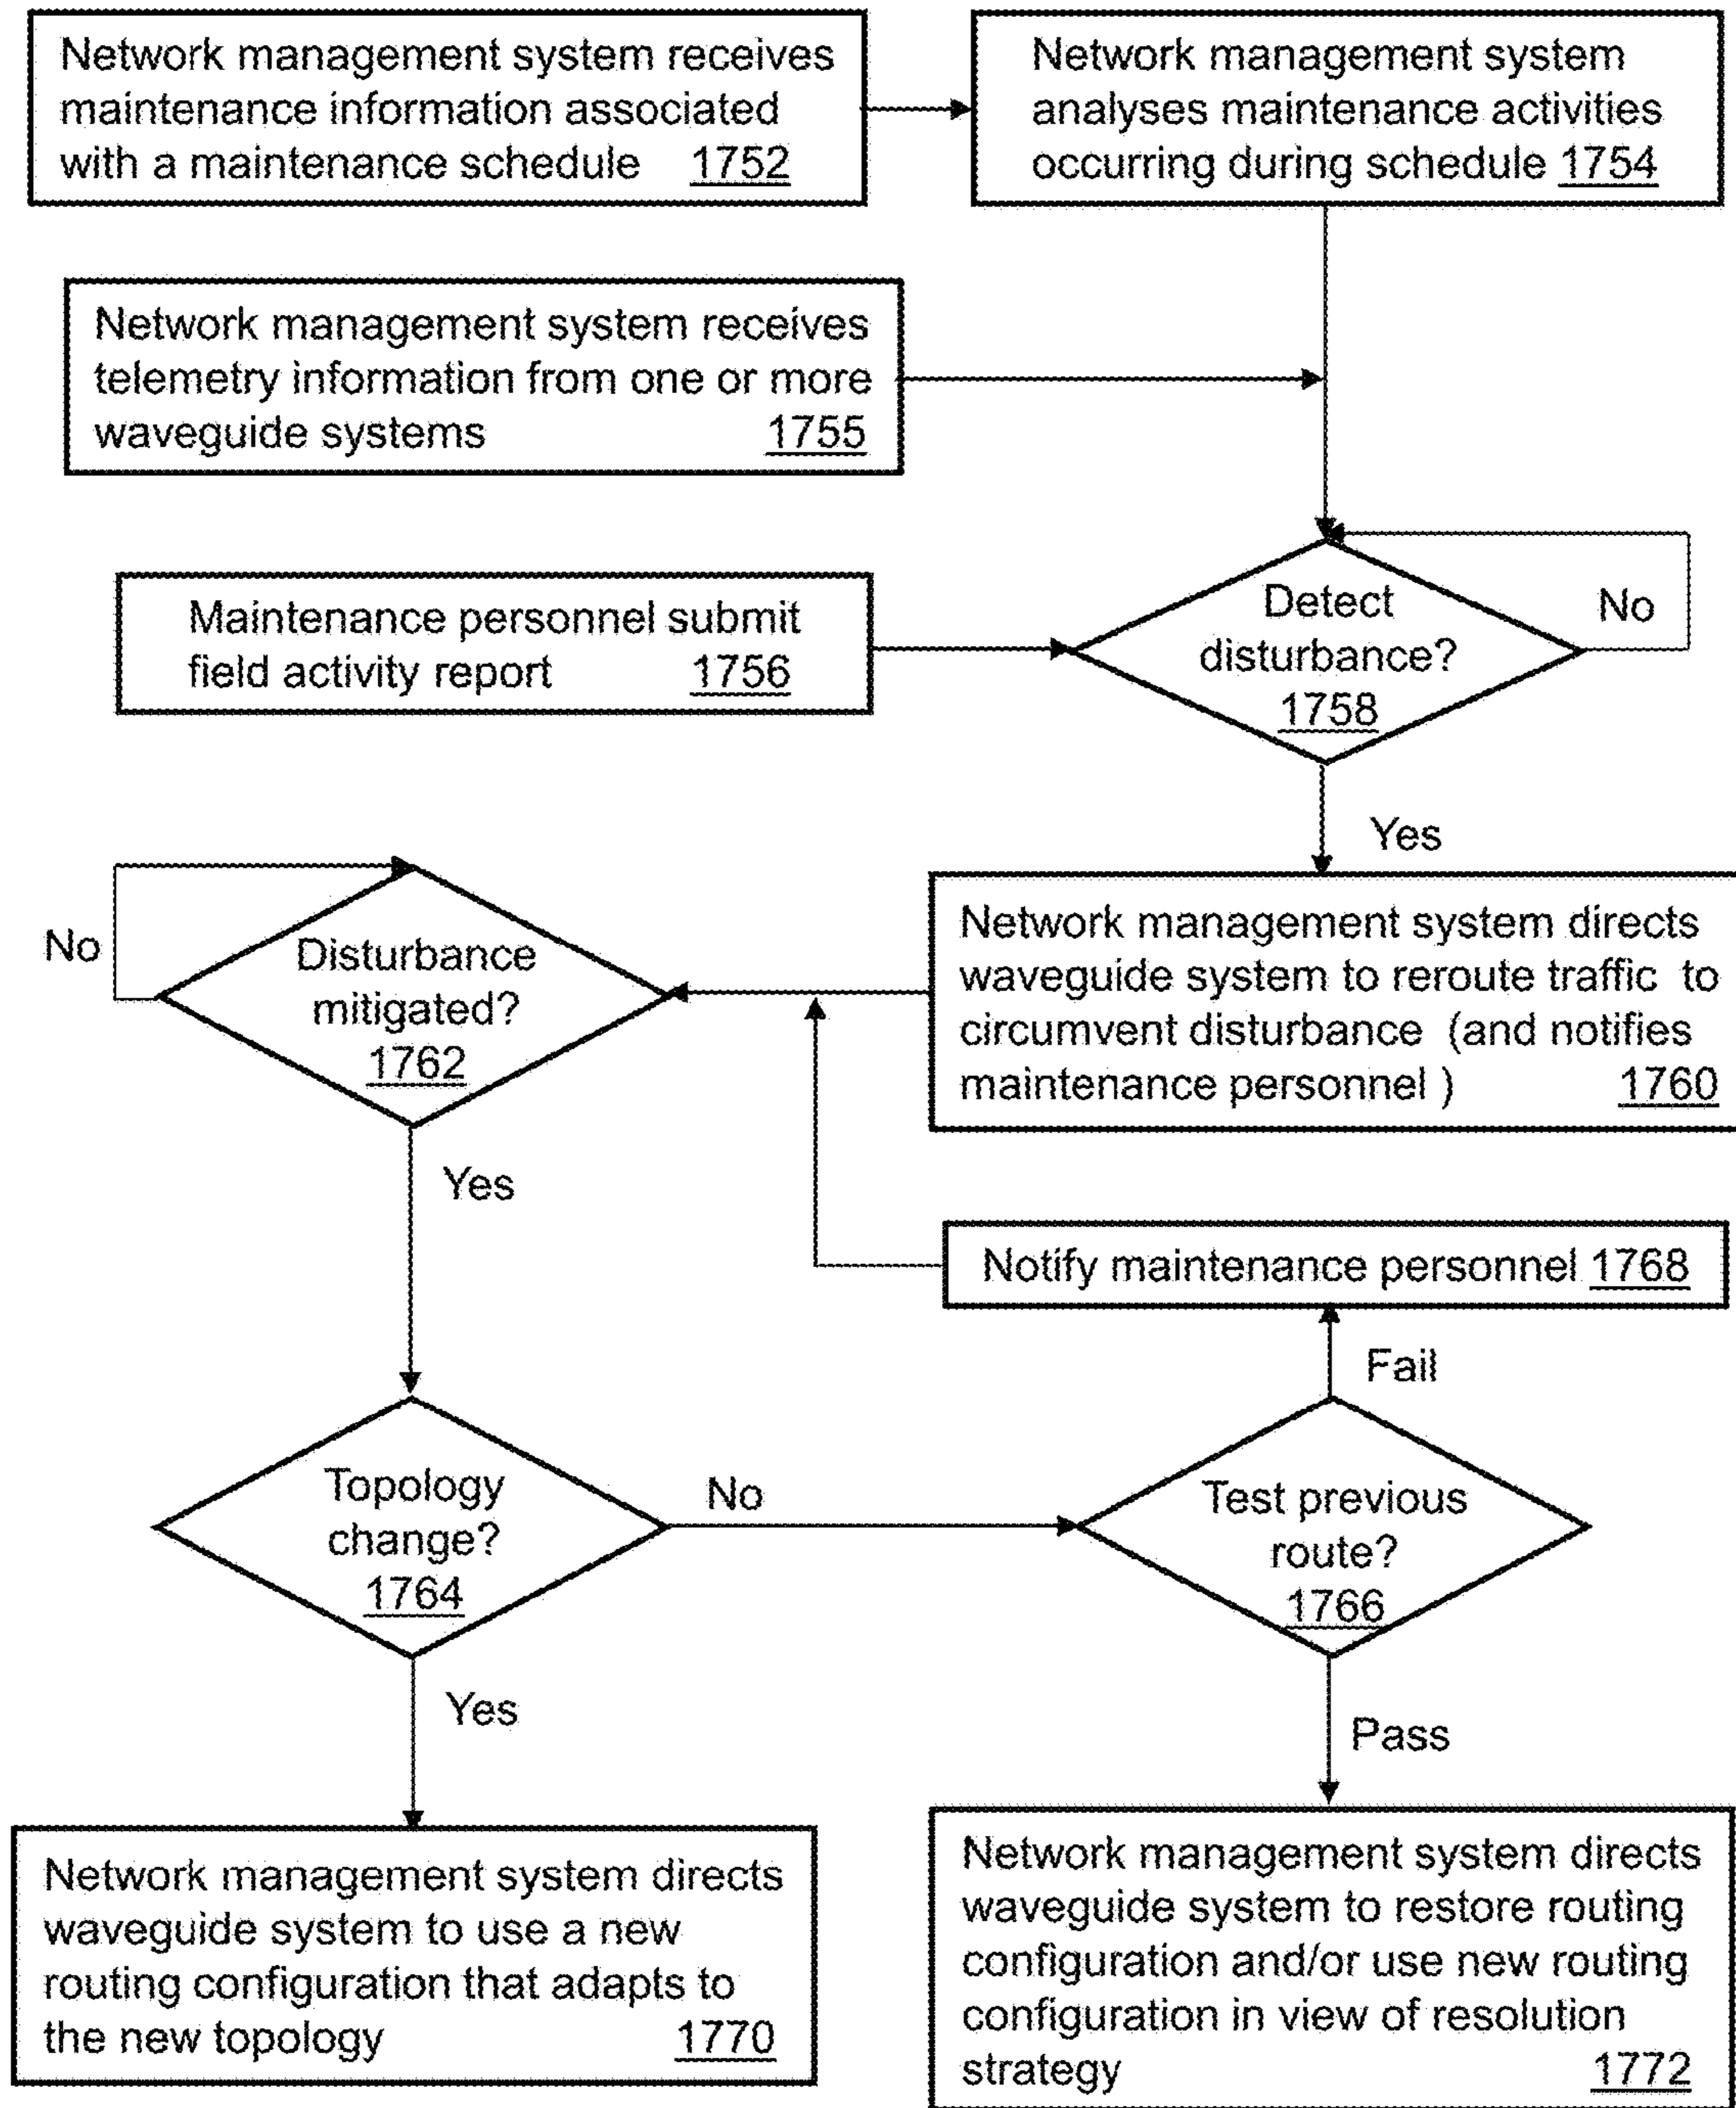 Network management system receives
maintenance information associated
with a maintenance schedule 1752
Network management system
analyses maintenance activities
occurring during schedule 1754
Network management system receives
telemetry information from one or more
waveguide systems 1755
Maintenance personnel submit
field activity report 1756
Detect
disturbance?
1758
No
Yes
Network management system directs
waveguide system to reroute traffic to
circumvent disturbance (and notifies
maintenance personnel ) 1760
No
Disturbance
mitigated?
1762
Yes
Notify maintenance personnel 1768
Fail
Topology
change?
1764
No
Test previous
route?
1766
Yes
Pass
Network management system directs
waveguide system to use a new
routing configuration that adapts to
the new topology 1770
Network management system directs
waveguide system to restore routing
configuration and/or use new routing
configuration in view of resolution
strategy 1772